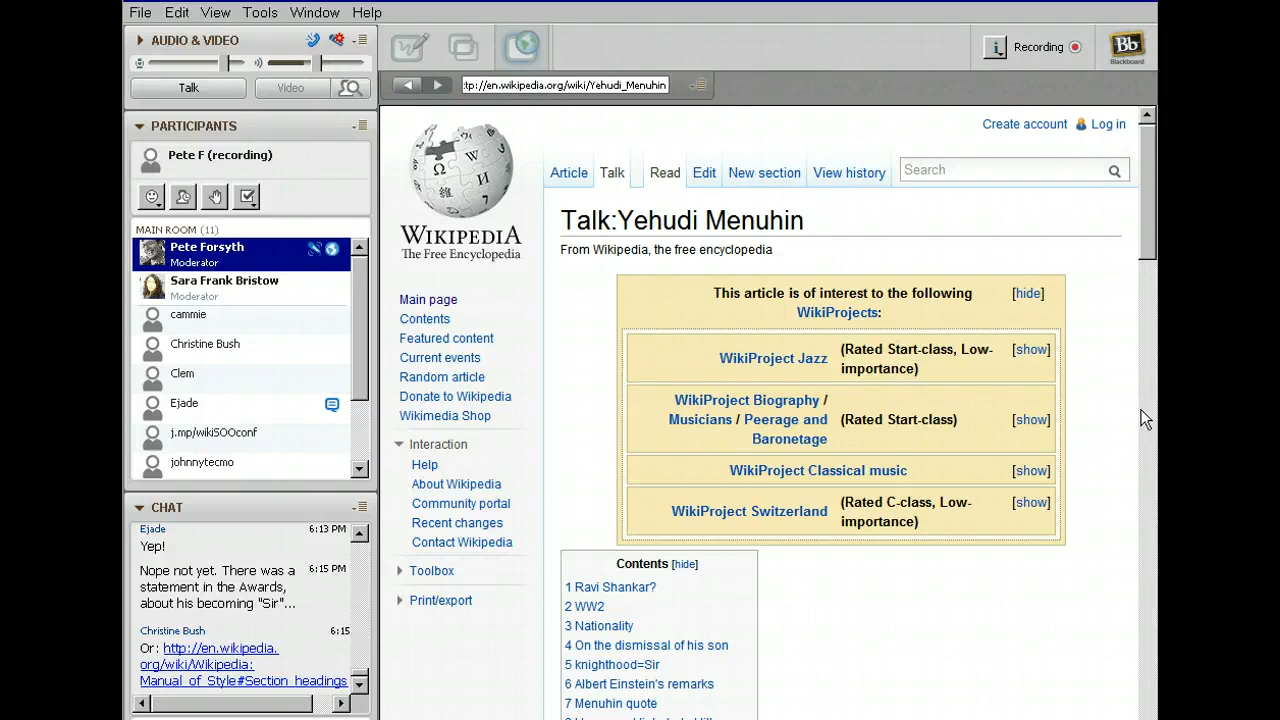 File Edit View Tools Window Help
AUDIO & VIDEO
Talk
Video
PARTICIPANTS
Pete F (recording)
MAIN ROOM (11)
Pete Forsyth
Moderator
Sara Frank Bristow
Moderator
cammie
Christine Bush
Clem
Ejade
j.mp/wikiSOOconf
johnnytecmo
CHAT
Ejade 6:13 PM
Yep!
Nope not yet. There was a 6:15 PM
statement in the Awards,
about his becoming "Sir"...
Christine Bush 6:15
Or: http://en.wikipedia.
org/wiki/Wikipedia:
Manual_of_Style#Section_headings
i Recording
Bb
Blackboard
:tp://en.wikipedia.org/wiki/Yehudi_Menuhin
Create account Log in
WIKIPEDIA
The Free Encyclopedia
Article Talk Read Edit New section View history Search
Talk:Yehudi Menuhin
From Wikipedia, the free encyclopedia
Main page
Contents
Featured content
Current events
Random article
Donate to Wikipedia
Wikimedia Shop
Interaction
Help
About Wikipedia
Community portal
Recent changes
Contact Wikipedia
Toolbox
Print/export
This article is of interest to the following [hide]
WikiProjects:
WikiProject Jazz (Rated Start-class, Low- [show]
importance)
WikiProject Biography /
Musicians / Peerage and (Rated Start-class) [show]
Baronetage
WikiProject Classical music [show]
WikiProject Switzerland (Rated C-class, Low- [show]
importance)
Contents [hide]
1 Ravi Shankar?
2 WW2
3 Nationality
4 On the dismissal of his son
5 knighthood=Sir
6 Albert Einstein's remarks
7 Menuhin quote